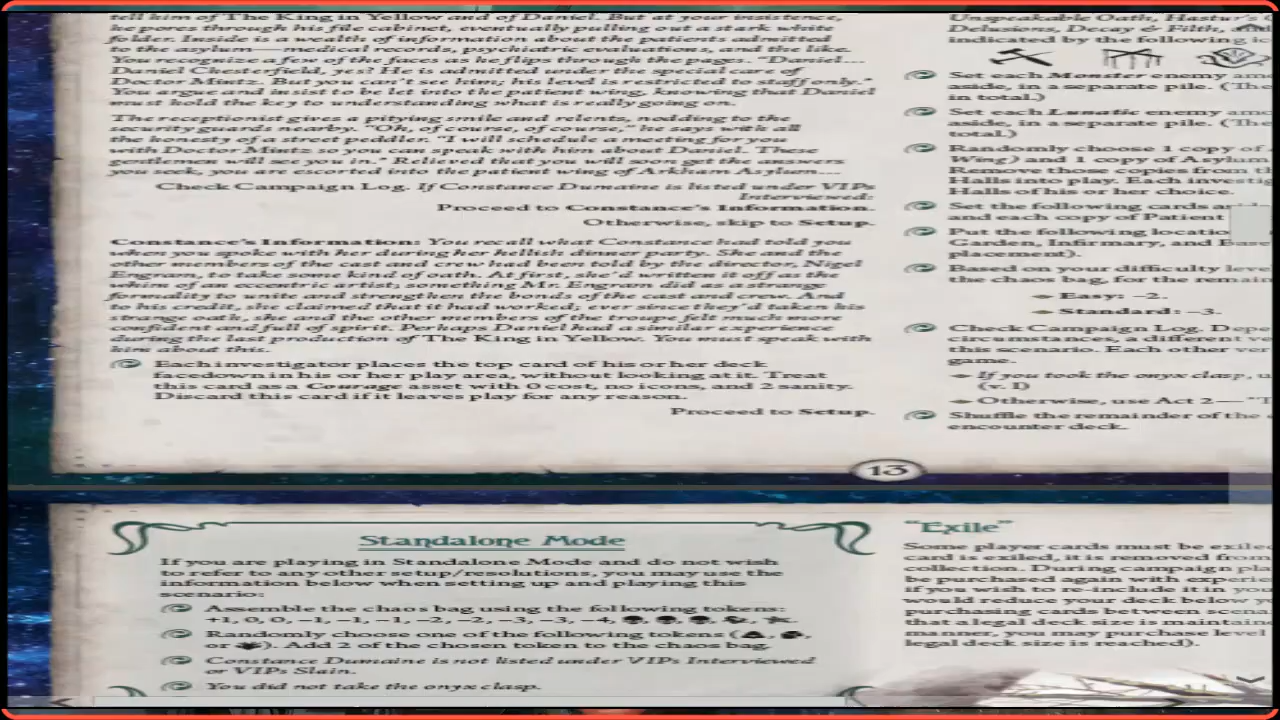 tell him of The King in Yellow and of Daniel. But at your insistence,
he pores through his file cabinet, eventually pulling out a stark white
folder. Inside is a wealth of information about the patients admitted
to the asylum—medical records, psychiatric evaluations, and the like.
You recognize a few of the faces as he flips through the pages. "Daniel…
Daniel Chesterfield, yes? He is admitted under the special care of
Doctor Mintz. But you can't see him; his level is restricted to staff only."
You argue and insist to be let into the patient wing, knowing that Daniel
must hold the key to understanding what is really going on.
The receptionist gives a pitying smile and relents, nodding to the
security guards nearby. "Oh, of course, of course," he says with all
the honesty of a street peddler. "I will schedule a meeting for you
with Doctor Mintz so you can speak with him about Daniel. These
gentlemen will see you in." Relieved that you will soon get the answers
you seek, you are escorted into the patient wing of Arkham Asylum….
Check Campaign Log. If Constance Dumaine is listed under VIPs
Interviewed:
Proceed to Constance's Information.
Otherwise, skip to Setup.
Constance's Information: You recall what Constance had told you
when you spoke with her during her hellish dinner party. She and the
other members of the cast and crew had been told by the director, Nigel
Engram, to take some kind of oath. At first, she'd written it off as the
whim of an eccentric artist; something Mr. Engram did as a strange
formality to unite and strengthen the bonds of the cast and crew. And
to his credit, she claimed that it had worked; ever since they'd taken his
strange oath, she and the other members of the troupe felt much more
confident and full of spirit. Perhaps Daniel had a similar experience
during the last production of The King in Yellow. You must speak with
him about this.
Each investigator places the top card of his or her deck
facedown in his or her play area, without looking at it. Treat
this card as a Courage asset with 0 cost, no icons, and 2 sanity.
Discard this card if it leaves play for any reason.
Proceed to Setup.
13
Unspeakable Oath, Hastur's
Delusions, Decay & Filth,
indicated by the following
Set each Monster enemy
aside, in a separate pile. (The
in total.)
Set each Lunatic enemy
aside, in a separate pile. (The
total.)
Randomly choose 1 copy of
Wing) and 1 copy of Asylum
Remove those copies from
Halls into play. Each
Halls of his or her choice.
Set the following cards
and each copy of Patient
Put the following
Garden, Infirmary, and
placement).
Based on your difficulty
the chaos bag, for the
Easy: –2.
Standard: –3.
Check Campaign Log.
circumstances, a different
this scenario. Each other
game.
If you took the onyx clasp,
(v. I)
Otherwise, use Act 2—
Shuffle the remainder of the
encounter deck.
Standalone Mode
If you are playing in Standalone Mode and do not wish
to refer to any other setup/resolutions, you may use the
information below when setting up and playing this
scenario:
Assemble the chaos bag using the following tokens:
+1, 0, 0, –1, –1, –1, –2, –2, –3, –3, –4,
Randomly choose one of the following tokens (
or ). Add 2 of the chosen token to the chaos bag.
Constance Dumaine is not listed under VIPs Interviewed
or VIPs Slain.
You did not take the onyx clasp.
"Exile"
Some player cards must be
card is exiled, it is removed from
collection. During campaign
be purchased again with
if you wish to re-include it in
would reduce your deck below
purchasing cards between
that a legal deck size is
manner, you may purchase level
legal deck size is reached).